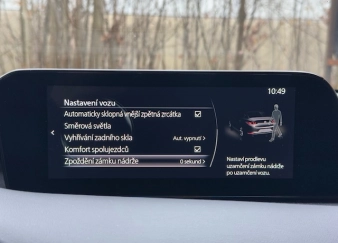 10:49
Nastavení vozu
Automaticky sklopná vnější zpětná zrcátka
Směrová světla
Vyhřívání zadního skla Aut. vypnutí >
Komfort spolujezdců
Zpoždění zámku nádrže 0 sekund >
Nastaví prodlevu
uzamčení zámku nádrže
po uzamčení vozu.